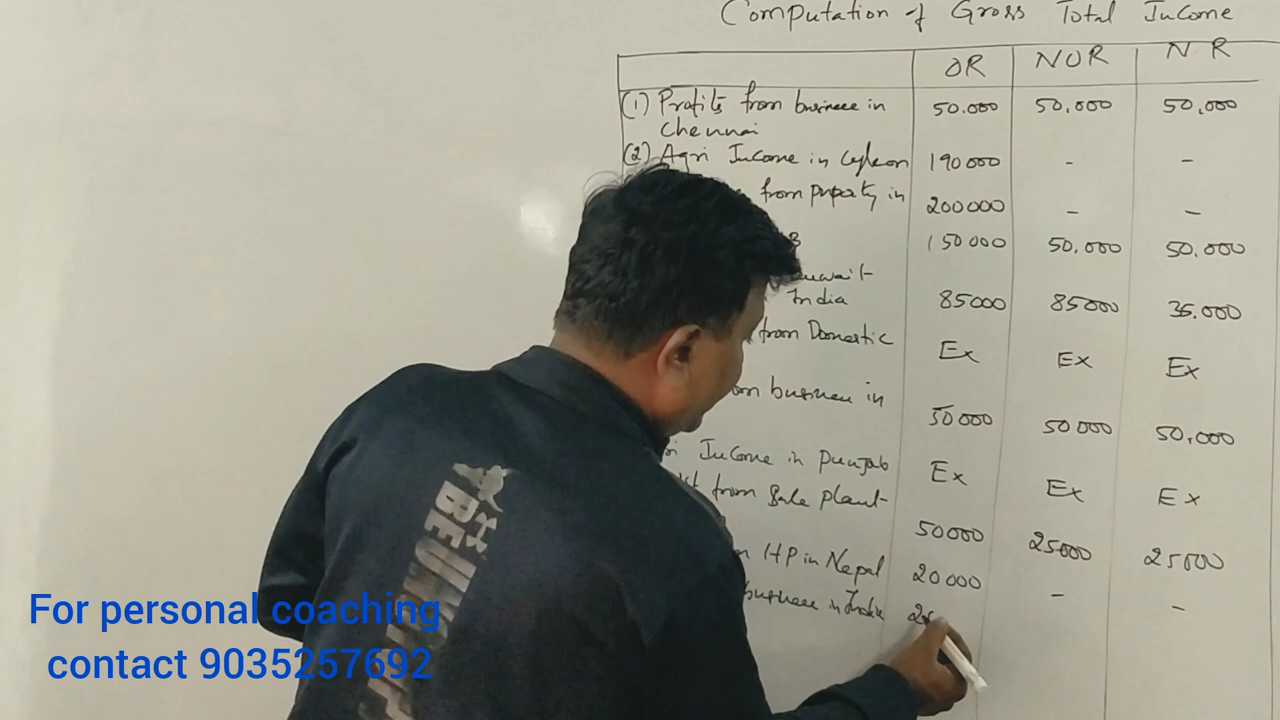 Computation of Gross Total Income
OR NOR NR
(1) Profits from business in 50.000 50,000 50,000
Chennai
(2) Agri Income in Ceylon 190000 - -
from property in
200000 - -
150000 50,000 50,000
Kuwait
India 85000 85000 35.000
from Domestic
Ex Ex Ex
business in
50000 50000 50,000
Income in Punjab Ex Ex Ex
from Sale plant
50000 25000 25000
HP in Nepal 20000 - -
business in India
BEUN
For personal coaching
contact 9035257692